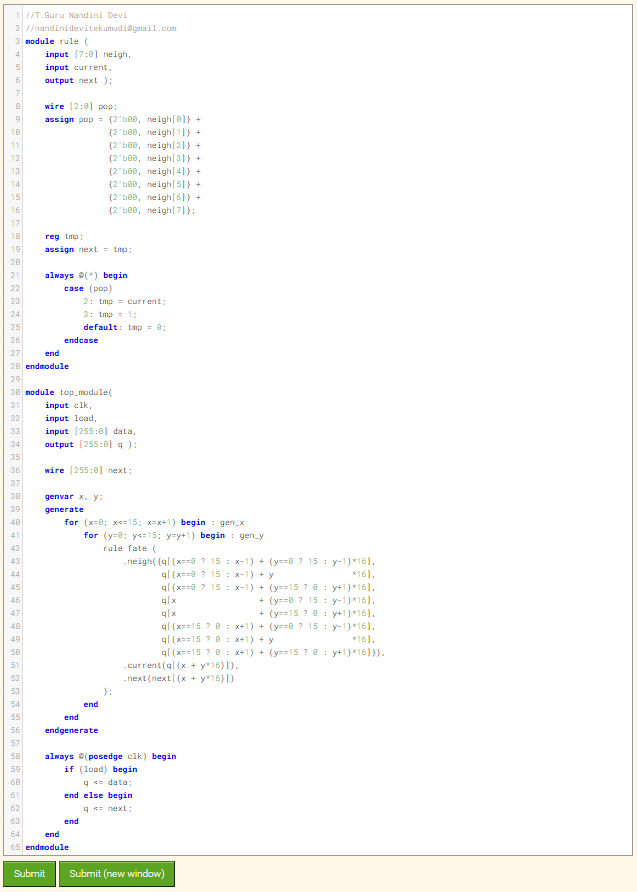 1 //T.Guru Nandini Devi
2 //nandinidevitekumudi@gmail.com
3 module rule (
4     input [7:0] neigh,
5     input current,
6     output next );
7
8     wire [2:0] pop;
9     assign pop = {2'b00, neigh[0]} +
10                  {2'b00, neigh[1]} +
11                  {2'b00, neigh[2]} +
12                  {2'b00, neigh[3]} +
13                  {2'b00, neigh[4]} +
14                  {2'b00, neigh[5]} +
15                  {2'b00, neigh[6]} +
16                  {2'b00, neigh[7]};
17
18     reg tmp;
19     assign next = tmp;
20
21     always @(*) begin
22         case (pop)
23             2: tmp = current;
24             3: tmp = 1;
25             default: tmp = 0;
26         endcase
27     end
28 endmodule
29
30 module top_module(
31     input clk,
32     input load,
33     input [255:0] data,
34     output [255:0] q );
35
36     wire [255:0] next;
37
38     genvar x, y;
39     generate
40         for (x=0; x<=15; x=x+1) begin : gen_x
41             for (y=0; y<=15; y=y+1) begin : gen_y
42                 rule fate (
43                     .neigh({q[(x==0 ? 15 : x-1) + (y==0 ? 15 : y-1)*16],
44                             q[(x==0 ? 15 : x-1) + y                *16],
45                             q[(x==0 ? 15 : x-1) + (y==15 ? 0 : y+1)*16],
46                             q[x                 + (y==0 ? 15 : y-1)*16],
47                             q[x                 + (y==15 ? 0 : y+1)*16],
48                             q[(x==15 ? 0 : x+1) + (y==0 ? 15 : y-1)*16],
49                             q[(x==15 ? 0 : x+1) + y                *16],
50                             q[(x==15 ? 0 : x+1) + (y==15 ? 0 : y+1)*16]}),
51                     .current(q[(x + y*16)]),
52                     .next(next[(x + y*16)])
53                 );
54             end
55         end
56     endgenerate
57
58     always @(posedge clk) begin
59         if (load) begin
60             q <= data;
61         end else begin
62             q <= next;
63         end
64     end
65 endmodule
Submit Submit (new window)